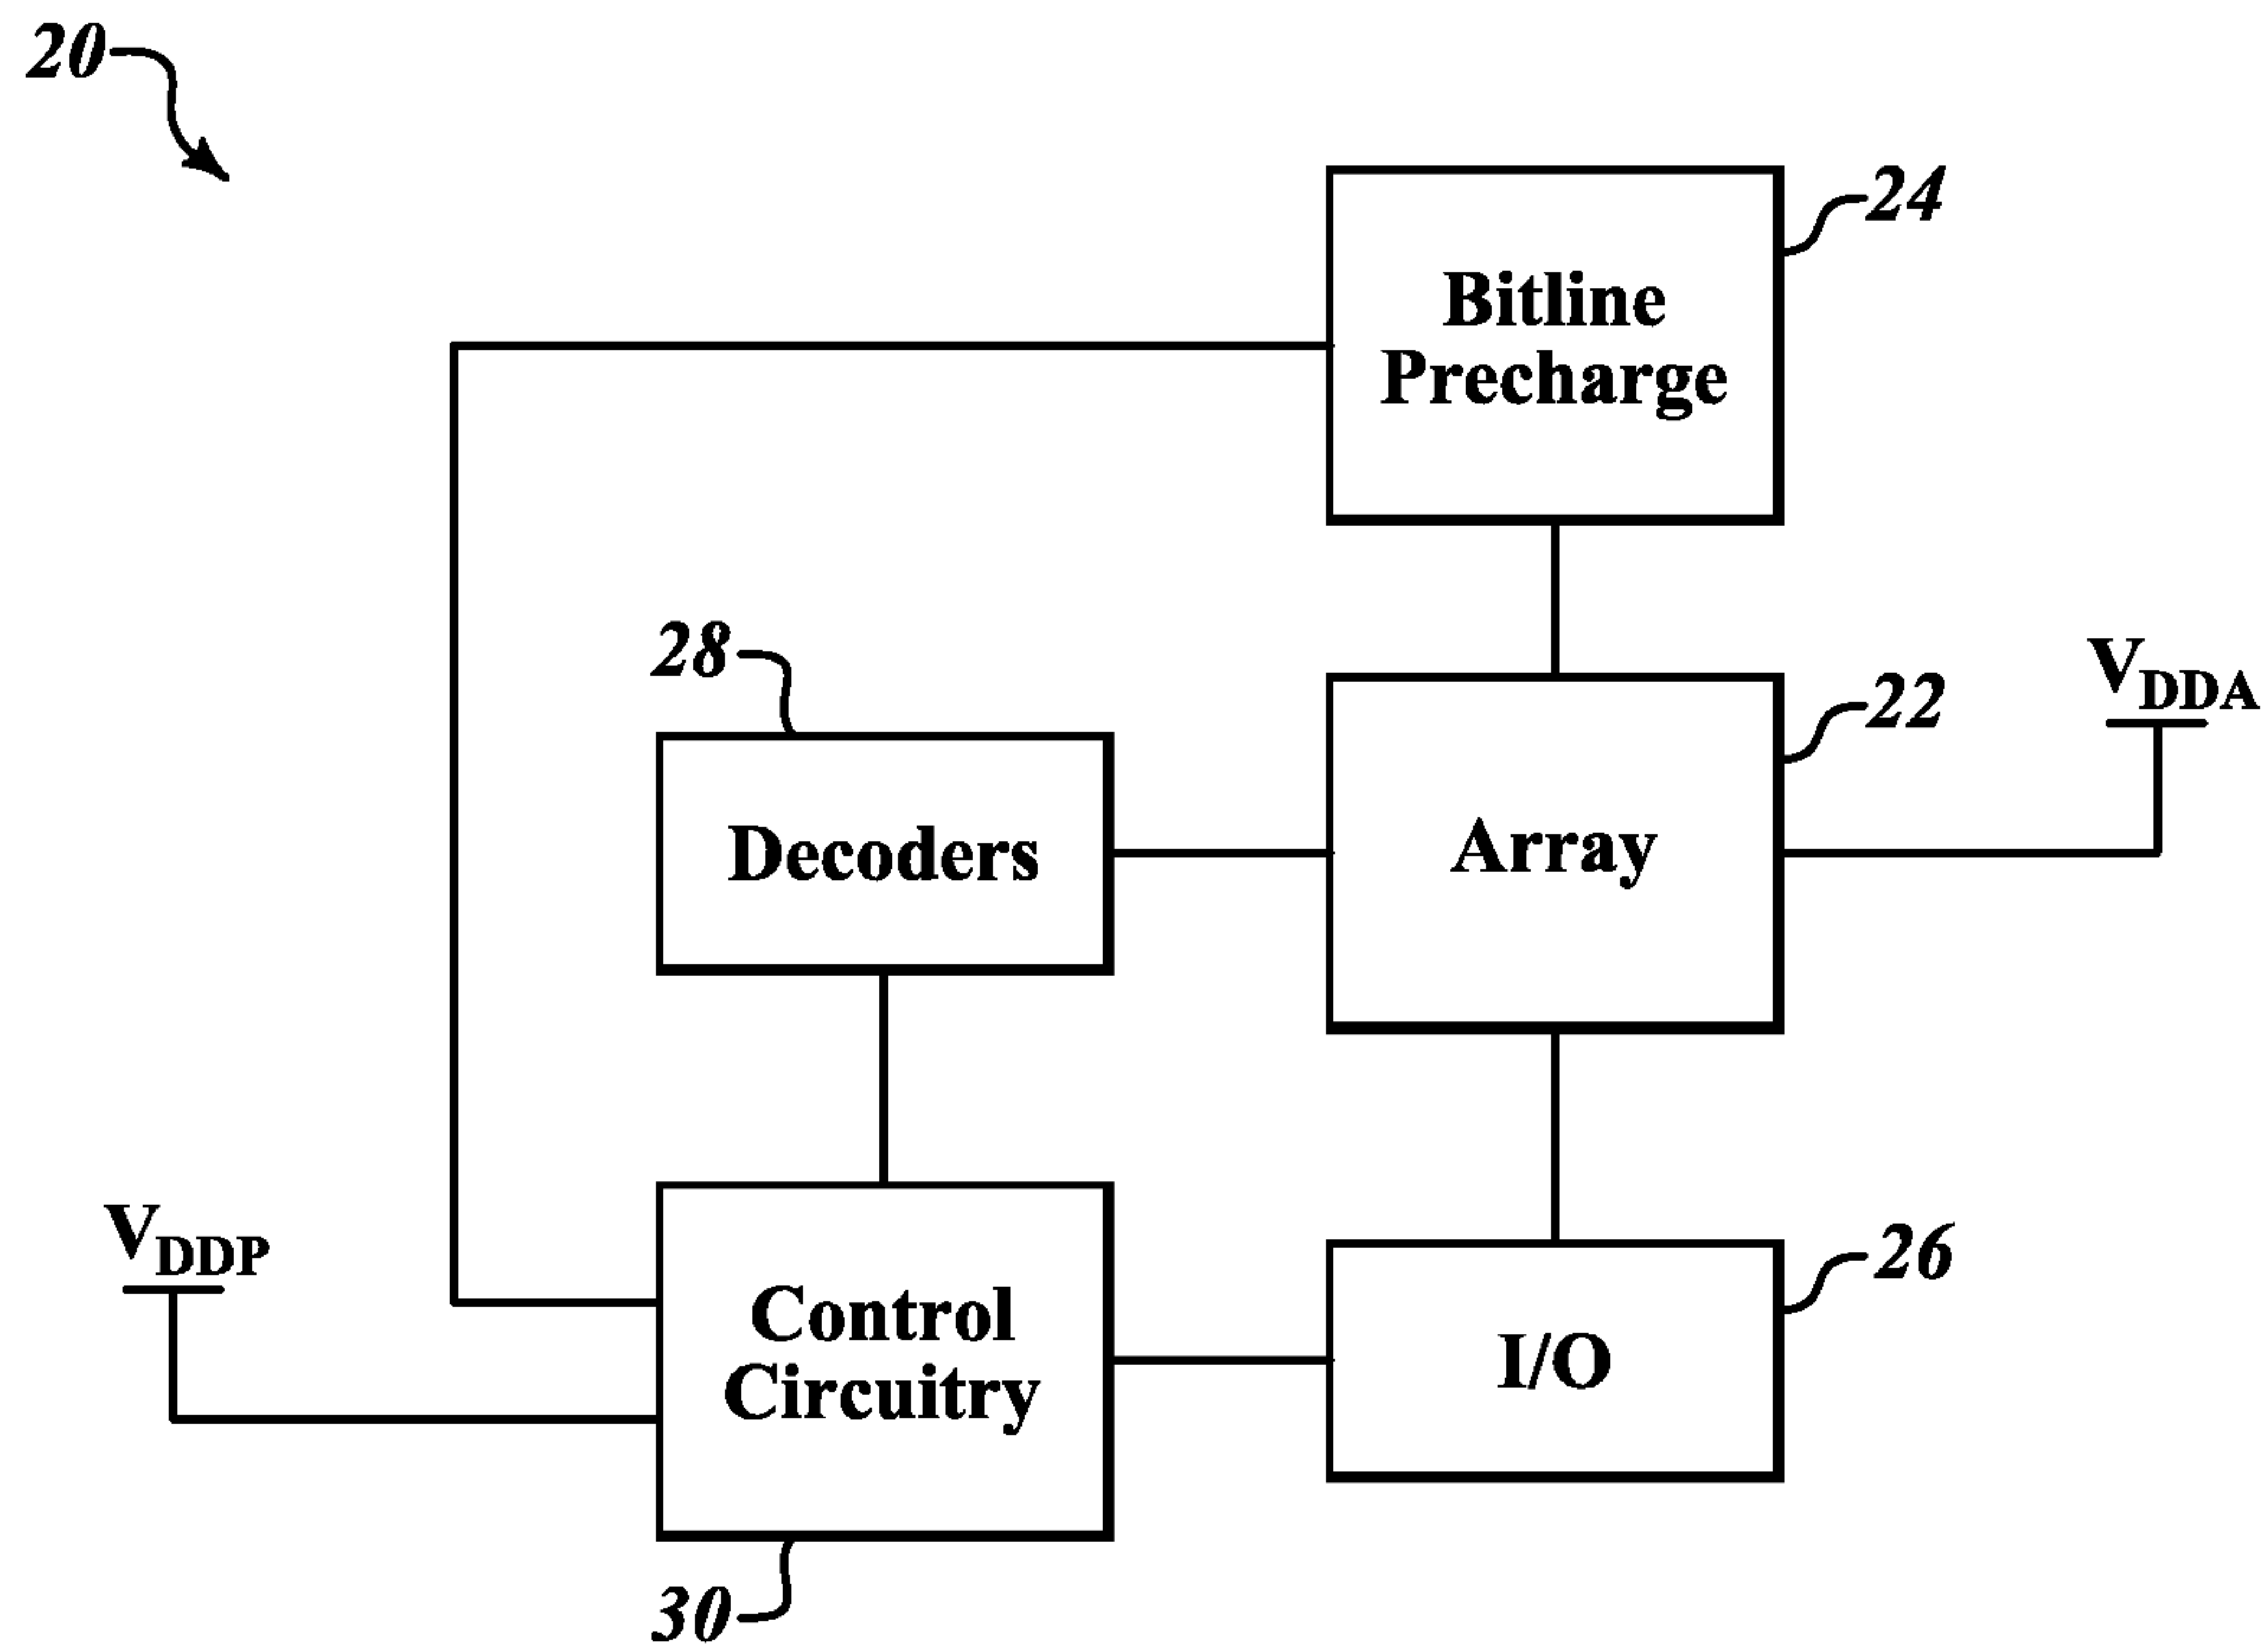 20
24
Bitline
Precharge
28
22
VDDA
Decoders
Array
VDDP
26
Control
Circuitry
I/O
30